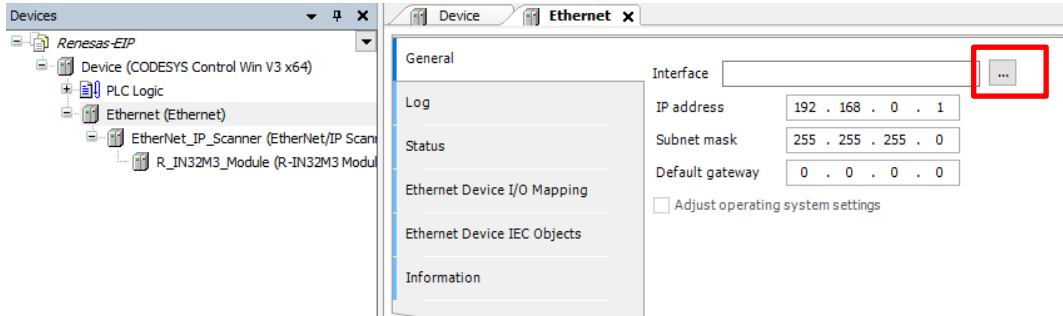 Devices
Renesas-EIP
Device (CODESYS Control Win V3 x64)
PLC Logic
Ethernet (Ethernet)
EtherNet_IP_Scanner (EtherNet/IP Scann
R_IN32M3_Module (R-IN32M3 Modul
Device
Ethernet
General
Log
Status
Ethernet Device I/O Mapping
Ethernet Device IEC Objects
Information
Interface ...
IP address 192 . 168 . 0 . 1
Subnet mask 255 . 255 . 255 . 0
Default gateway 0 . 0 . 0 . 0
Adjust operating system settings